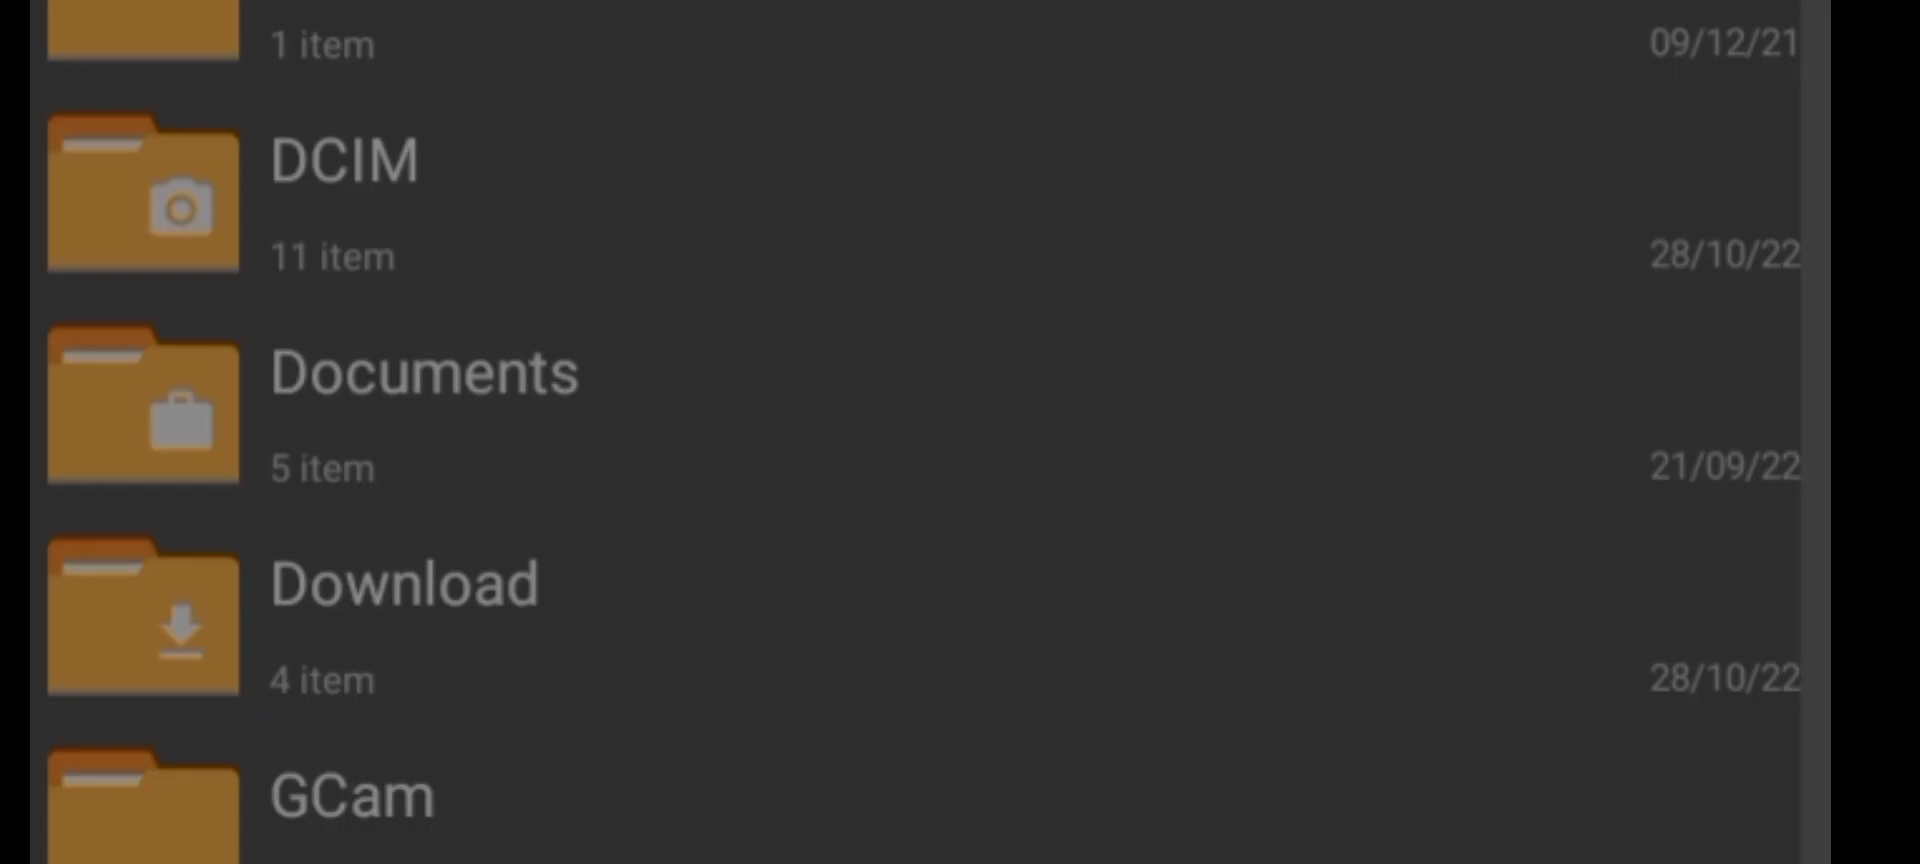 1 item
09/12/21
DCIM
11 item
28/10/22
Documents
5 item
21/09/22
Download
4 item
28/10/22
GCam